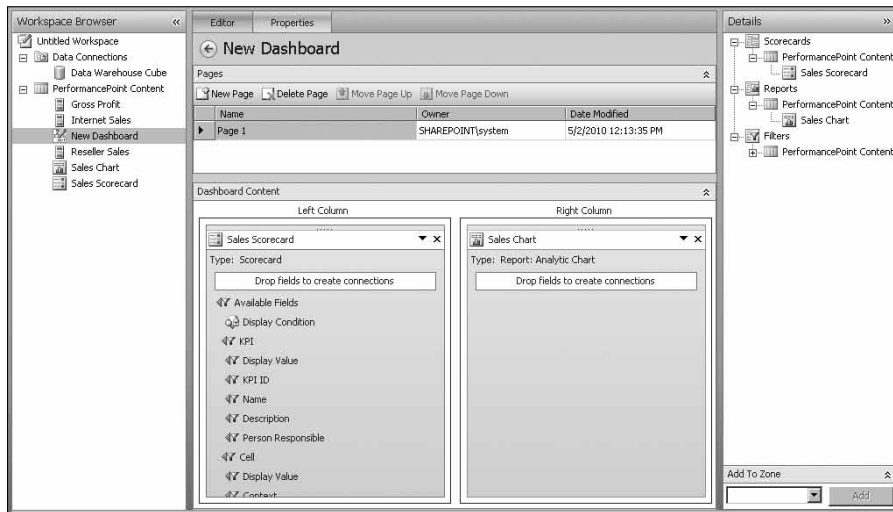 Workspace Browser «
Untitled Workspace
Data Connections
Data Warehouse Cube
PerformancePoint Content
Gross Profit
Internet Sales
New Dashboard
Reseller Sales
Sales Chart
Sales Scorecard
Editor Properties
New Dashboard
Pages
New Page Delete Page Move Page Up Move Page Down
Name Owner Date Modified
Page 1 SHAREPOINT\system 5/2/2010 12:13:35 PM
Dashboard Content
Left Column Right Column
Sales Scorecard
Type: Scorecard
Drop fields to create connections
Available Fields
Display Condition
KPI
Display Value
KPI ID
Name
Description
Person Responsible
Cell
Display Value
Context
Sales Chart
Type: Report: Analytic Chart
Drop fields to create connections
Details »
Scorecards
PerformancePoint Content
Sales Scorecard
Reports
PerformancePoint Content
Sales Chart
Filters
PerformancePoint Content
Add To Zone
Add